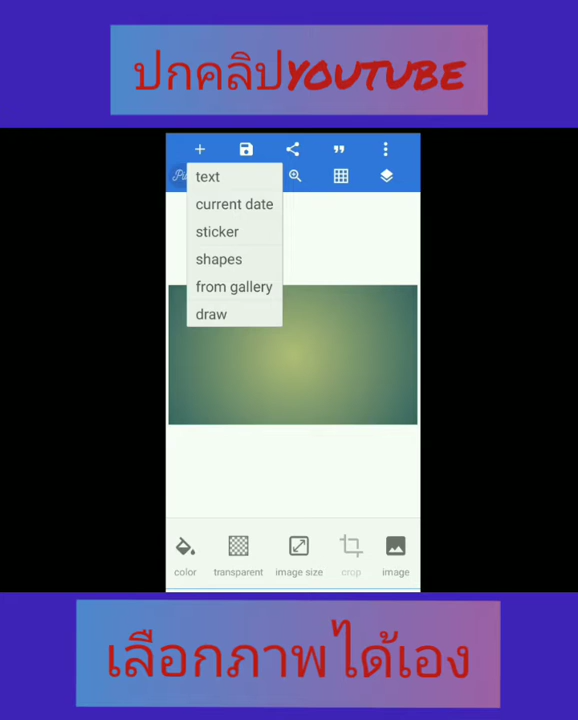 ปกคลิปYOUTUBE
text
current date
sticker
shapes
from gallery
draw
color transparent image size crop image
เลือกภาพได้เอง